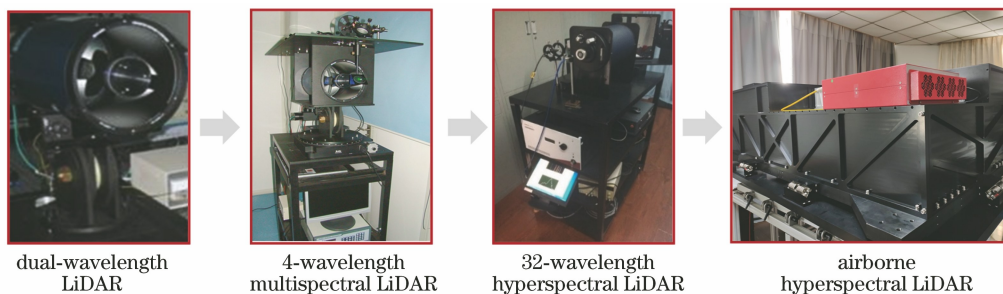 dual-wavelength
LiDAR
4-wavelength
multispectral LiDAR
32-wavelength
hyperspectral LiDAR
airborne
hyperspectral LiDAR